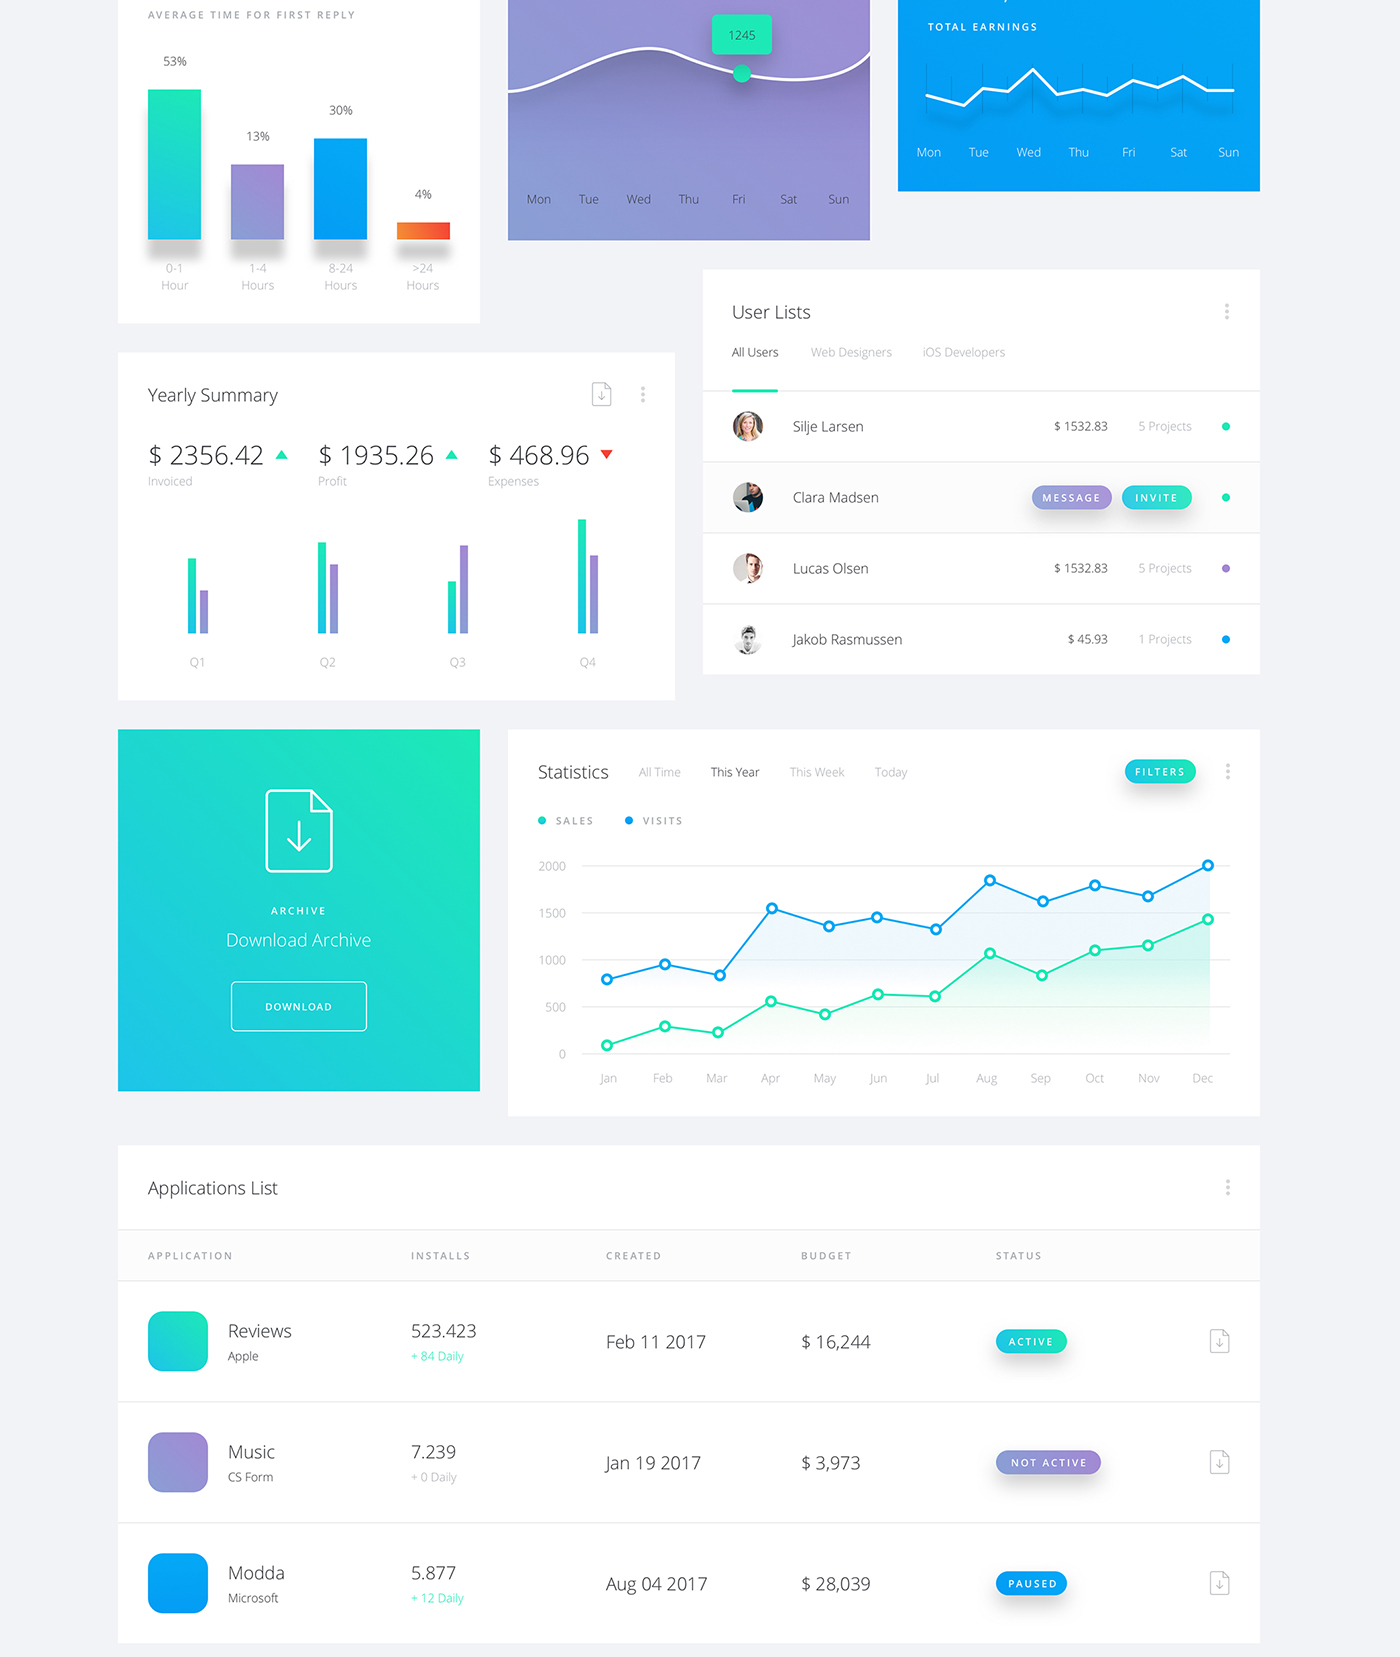 AVERAGE TIME FOR FIRST REPLY
53%
13%
30%
4%
0-1
Hour
1-4
Hours
8-24
Hours
>24
Hours
1245
Mon Tue Wed Thu Fri Sat Sun
TOTAL EARNINGS
Mon Tue Wed Thu Fri Sat Sun
Yearly Summary
$ 2356.42
Invoiced
$ 1935.26
Profit
$ 468.96
Expenses
Q1 Q2 Q3 Q4
User Lists
All Users Web Designers iOS Developers
Silje Larsen $ 1532.83 5 Projects
Clara Madsen MESSAGE INVITE
Lucas Olsen $ 1532.83 5 Projects
Jakob Rasmussen $ 45.93 1 Projects
ARCHIVE
Download Archive
DOWNLOAD
Statistics All Time This Year This Week Today FILTERS
SALES VISITS
2000
1500
1000
500
0
Jan Feb Mar Apr May Jun Jul Aug Sep Oct Nov Dec
Applications List
APPLICATION INSTALLS CREATED BUDGET STATUS
Reviews
Apple
523.423
+ 84 Daily
Feb 11 2017
$ 16,244
ACTIVE
Music
CS Form
7.239
+ 0 Daily
Jan 19 2017
$ 3,973
NOT ACTIVE
Modda
Microsoft
5.877
+ 12 Daily
Aug 04 2017
$ 28,039
PAUSED